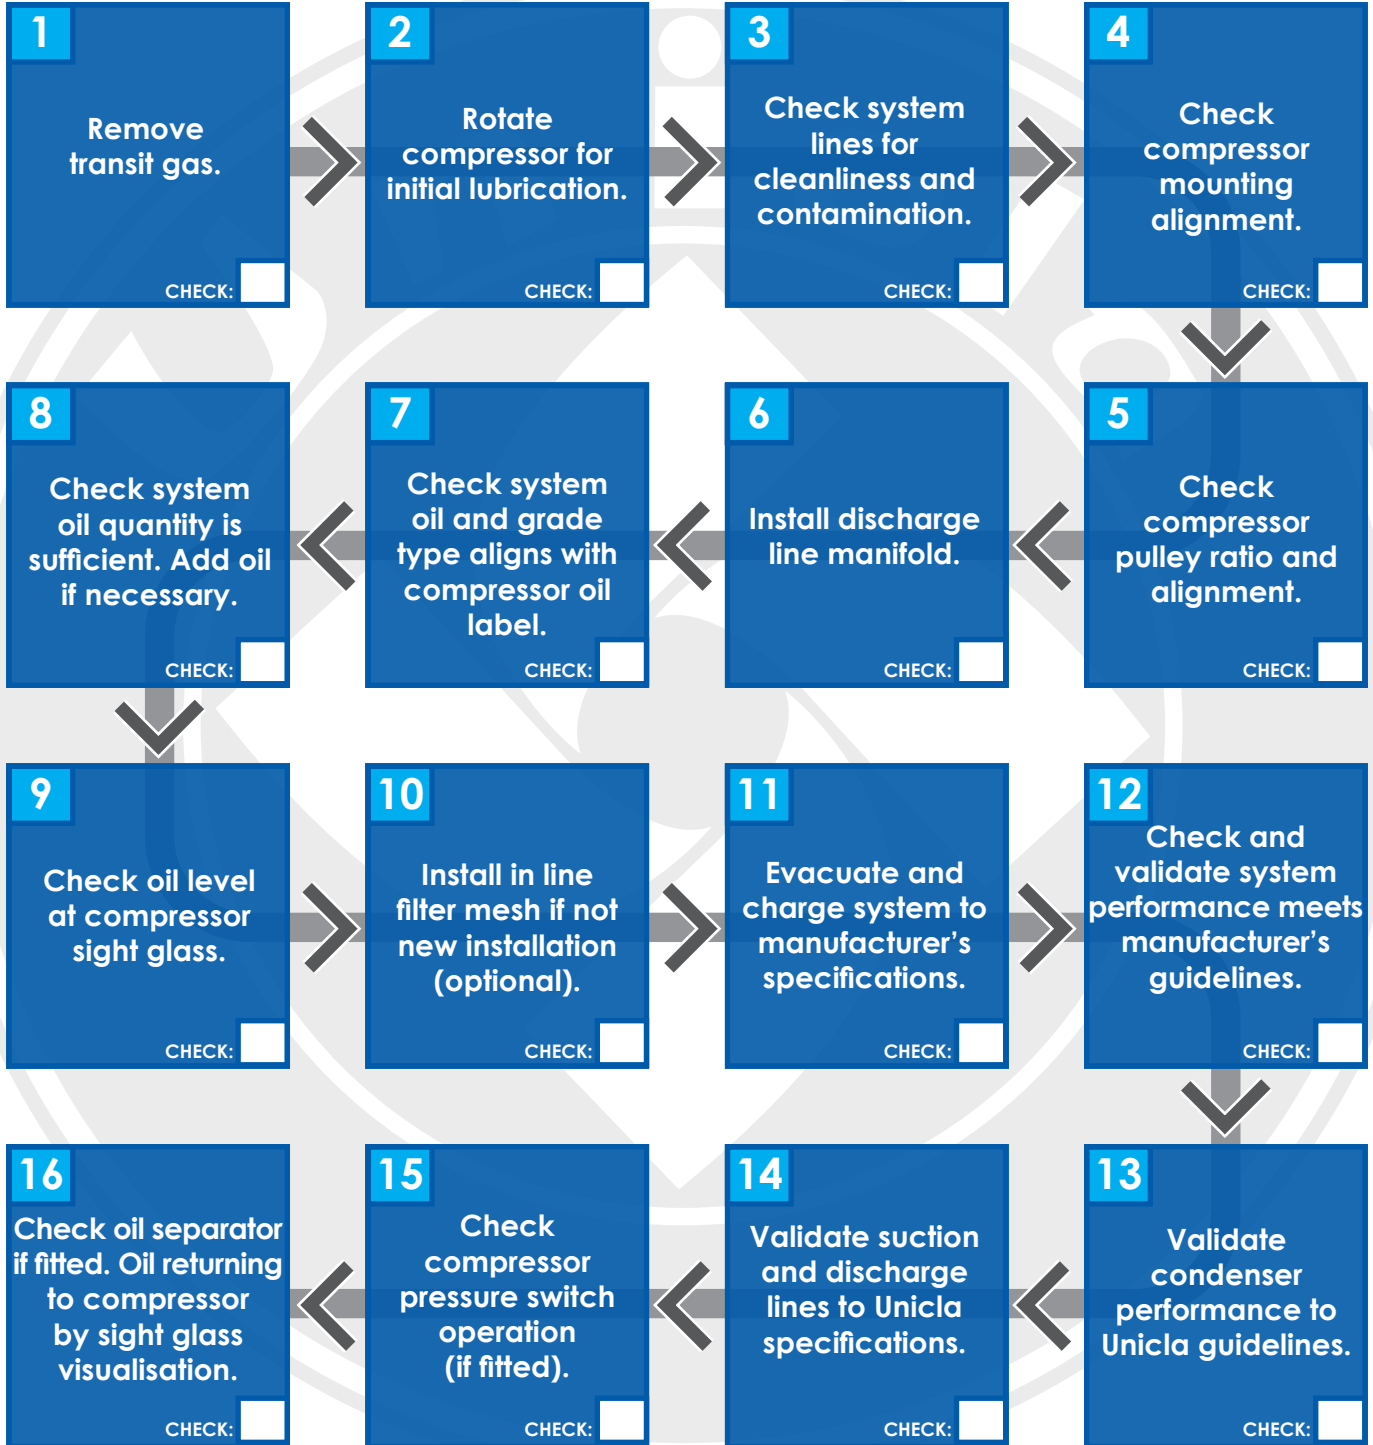 1
Remove
transit gas.
CHECK:
2
Rotate
compressor for
initial lubrication.
CHECK:
3
Check system
lines for
cleanliness and
contamination.
CHECK:
4
Check
compressor
mounting
alignment.
CHECK:
5
Check
compressor
pulley ratio and
alignment.
CHECK:
6
Install discharge
line manifold.
CHECK:
7
Check system
oil and grade
type aligns with
compressor oil
label.
CHECK:
8
Check system
oil quantity is
sufficient. Add oil
if necessary.
CHECK:
9
Check oil level
at compressor
sight glass.
CHECK:
10
Install in line
filter mesh if not
new installation
(optional).
CHECK:
11
Evacuate and
charge system to
manufacturer's
specifications.
CHECK:
12
Check and
validate system
performance meets
manufacturer's
guidelines.
CHECK:
13
Validate
condenser
performance to
Unicla guidelines.
CHECK:
14
Validate suction
and discharge
lines to Unicla
specifications.
CHECK:
15
Check
compressor
pressure switch
operation
(if fitted).
CHECK:
16
Check oil separator
if fitted. Oil returning
to compressor
by sight glass
visualisation.
CHECK: